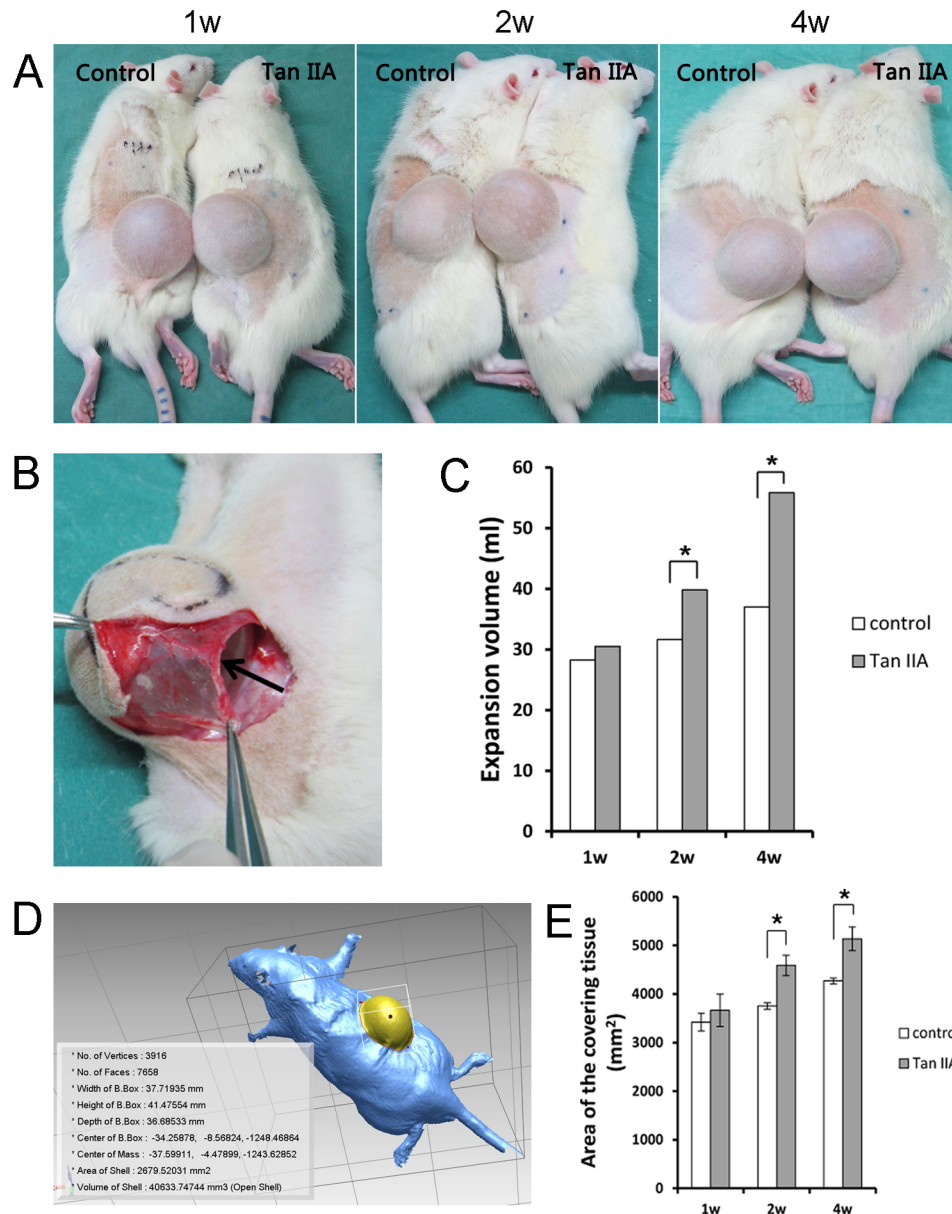 1w 2w 4w
A
Control Tan IIA
Control Tan IIA
Control Tan IIA
B
C
Expansion volume (ml)
60
50
40
30
20
10
0
*
*
1w 2w 4w
control
Tan IIA
D
' No. of Vertices : 3916
' No. of Faces : 7658
' Width of B.Box : 37.71935 mm
' Height of B.Box : 41.47554 mm
' Depth of B.Box : 36.68533 mm
' Center of B.Box : -34.25878, -8.56824, -1248.46864
' Center of Mass : -37.59911, -4.47899, -1243.62852
' Area of Shell : 2679.52031 mm2
' Volume of Shell : 40633.74744 mm3 (Open Shell)
E
Area of the covering tissue
(mm²)
6000
5000
4000
3000
2000
1000
0
*
*
1w 2w 4w
contro
Tan IIA